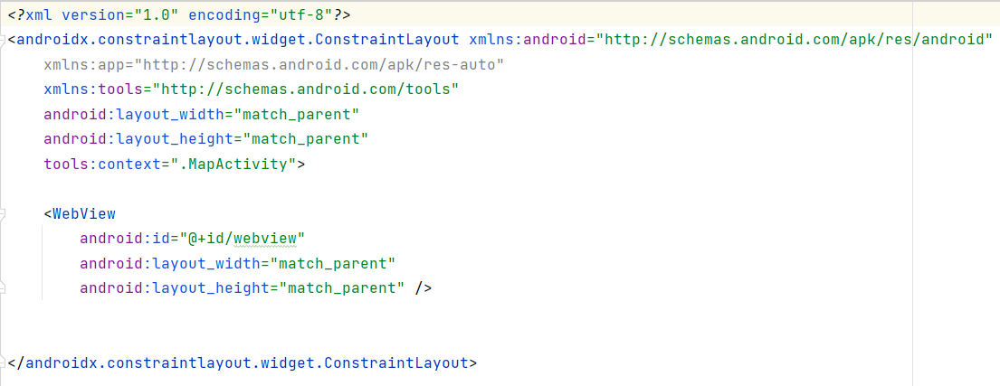 <?xml version="1.0" encoding="utf-8"?>
<androidx.constraintlayout.widget.ConstraintLayout xmlns:android="http://schemas.android.com/apk/res/android"
    xmlns:app="http://schemas.android.com/apk/res-auto"
    xmlns:tools="http://schemas.android.com/tools"
    android:layout_width="match_parent"
    android:layout_height="match_parent"
    tools:context=".MapActivity">

    <WebView
        android:id="@+id/webview"
        android:layout_width="match_parent"
        android:layout_height="match_parent" />


</androidx.constraintlayout.widget.ConstraintLayout>